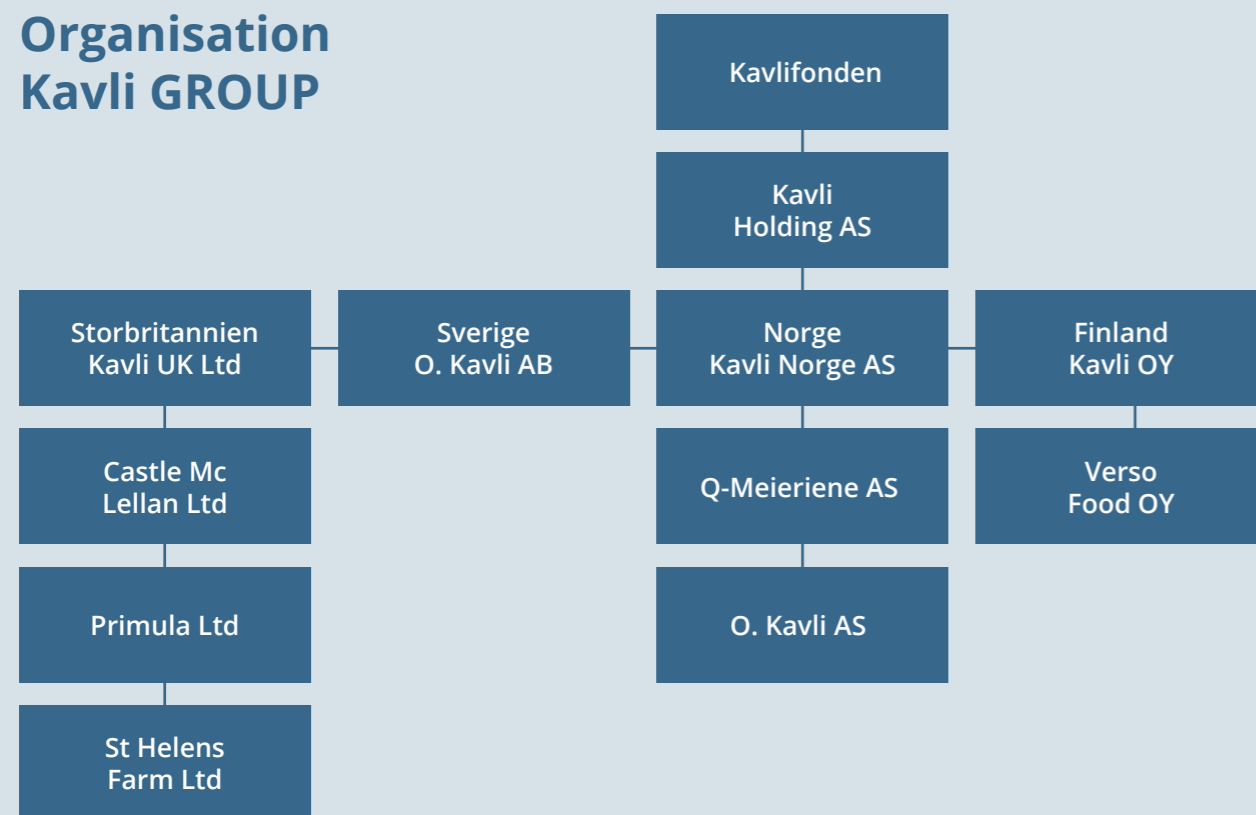 Organisation
Kavli GROUP
Kavlifonden
Kavli
Holding AS
Storbritannien
Kavli UK Ltd
Sverige
O. Kavli AB
Norge
Kavli Norge AS
Finland
Kavli OY
Castle Mc
Lellan Ltd
Q-Meieriene AS
Verso
Food OY
Primula Ltd
O. Kavli AS
St Helens
Farm Ltd